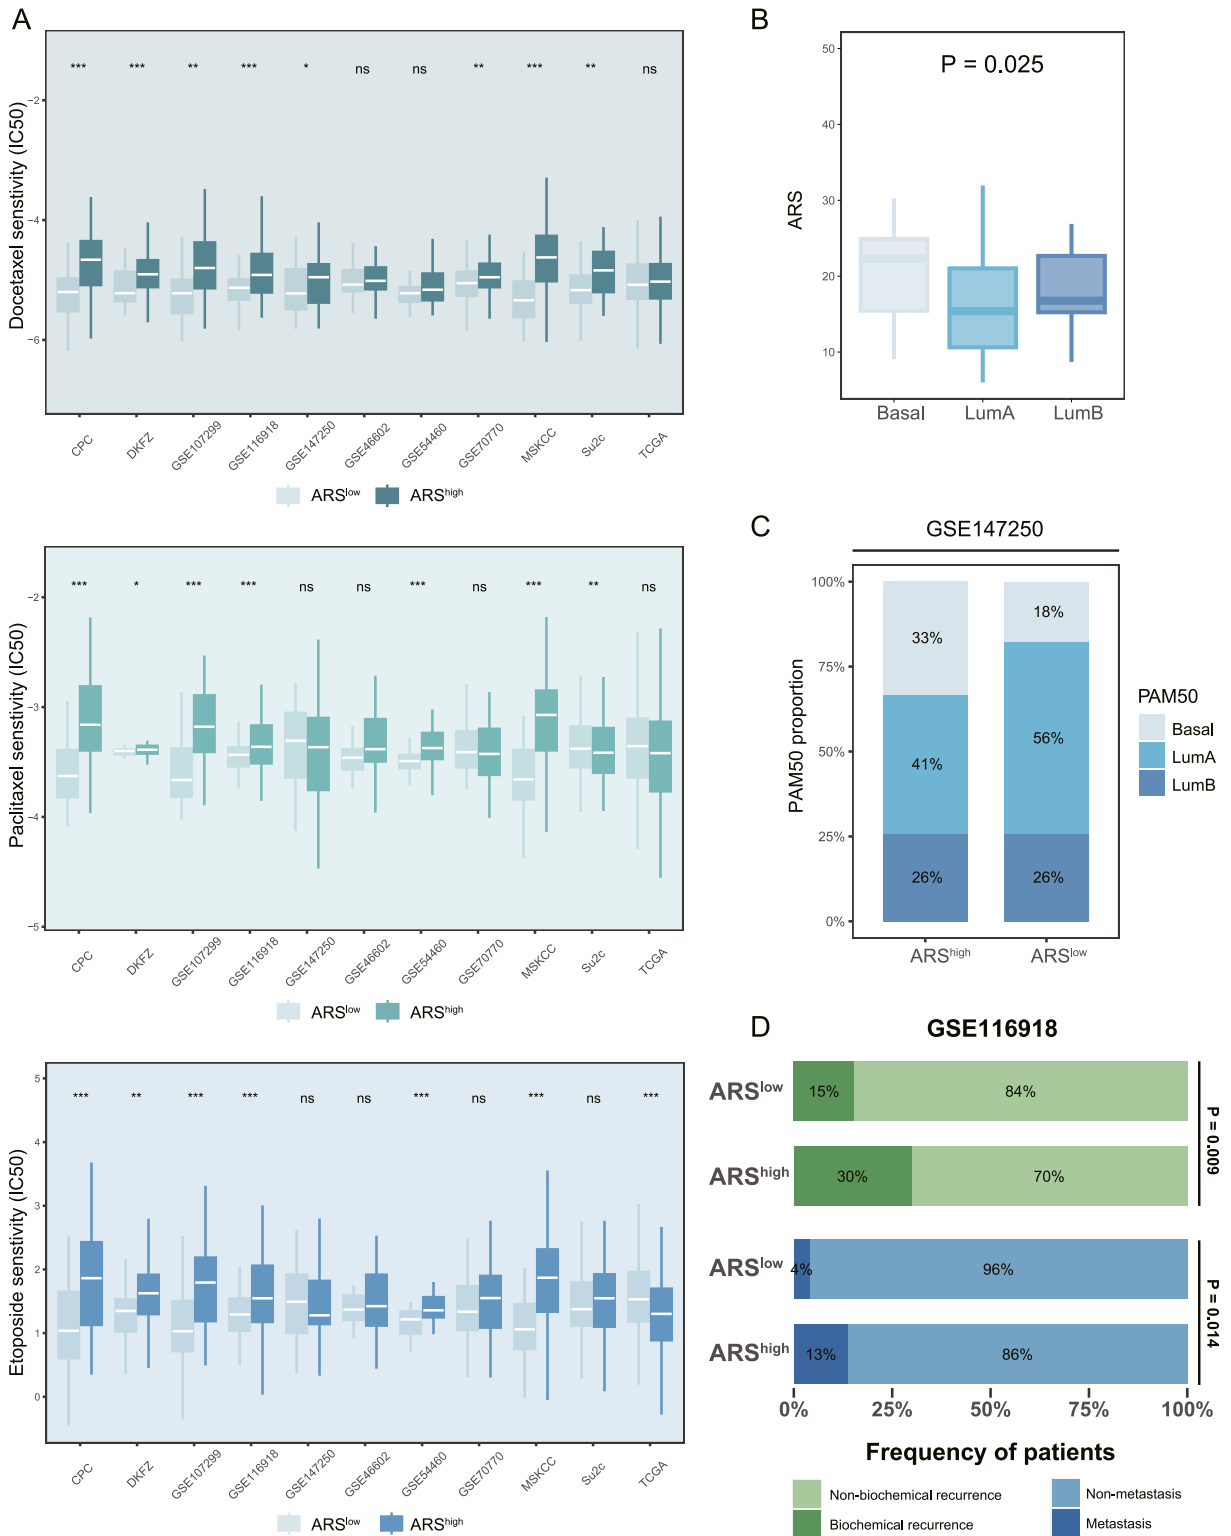 A
Docetaxel senstivity (IC50)
*** *** ** *** * ns ns ** *** ** ns
−2
−4
−6
CPC DKFZ GSE107299 GSE116918 GSE147250 GSE46602 GSE54460 GSE70770 MSKCC Su2c TCGA
ARSlow ARShigh
Paclitaxel senstivity (IC50)
*** * *** *** ns ns *** ns *** ** ns
−2
−3
−4
−5
CPC DKFZ GSE107299 GSE116918 GSE147250 GSE46602 GSE54460 GSE70770 MSKCC Su2c TCGA
ARSlow ARShigh
Etoposide senstivity (IC50)
*** ** *** *** ns ns *** ns *** ns ***
5
4
3
2
1
0
CPC DKFZ GSE107299 GSE116918 GSE147250 GSE46602 GSE54460 GSE70770 MSKCC Su2c TCGA
ARSlow ARShigh
B
P = 0.025
ARS
50
40
30
20
10
Basal LumA LumB
C
GSE147250
PAM50 proportion
100%
75%
50%
25%
0%
33% 18%
41% 56%
26% 26%
ARShigh ARSlow
PAM50
Basal
LumA
LumB
D
GSE116918
ARSlow 15% 84%
ARShigh 30% 70%
P = 0.009
ARSlow 4% 96%
ARShigh 13% 86%
P = 0.014
0% 25% 50% 75% 100%
Frequency of patients
Non-biochemical recurrence
Biochemical recurrence
Non-metastasis
Metastasis